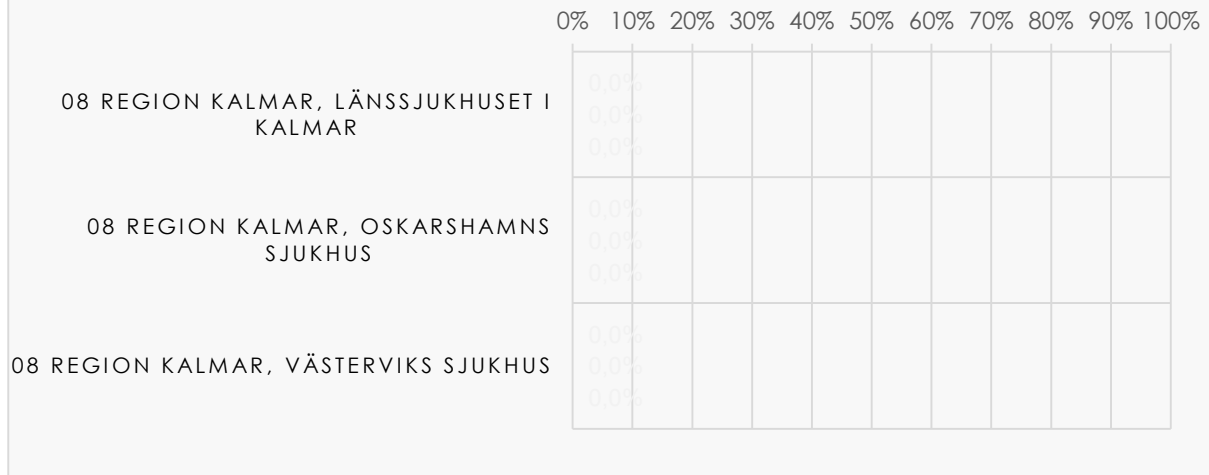 0% 10% 20% 30% 40% 50% 60% 70% 80% 90% 100%
08 REGION KALMAR, LÄNSSJUKHUSET I
KALMAR
0,0%
0,0%
0,0%
08 REGION KALMAR, OSKARSHAMNS
SJUKHUS
0,0%
0,0%
0,0%
08 REGION KALMAR, VÄSTERVIKS SJUKHUS
0,0%
0,0%
0,0%